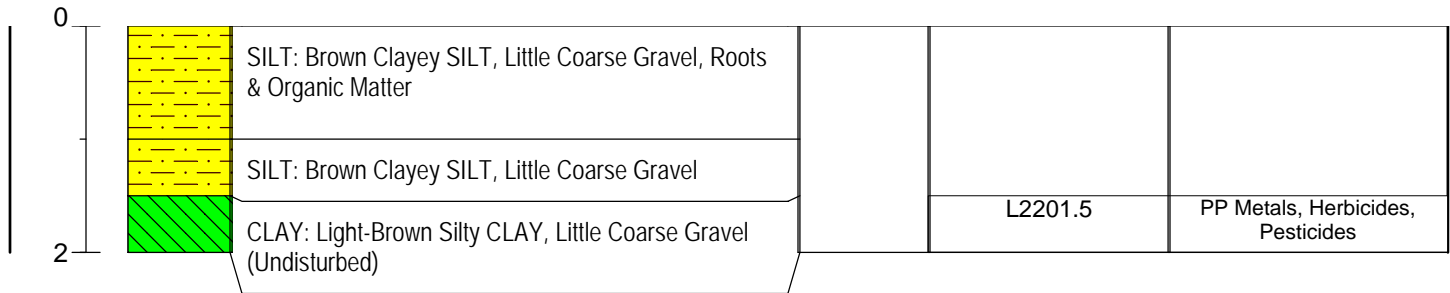 0
SILT: Brown Clayey SILT, Little Coarse Gravel, Roots
& Organic Matter
SILT: Brown Clayey SILT, Little Coarse Gravel
CLAY: Light-Brown Silty CLAY, Little Coarse Gravel
(Undisturbed)
L2201.5
PP Metals, Herbicides,
Pesticides
2